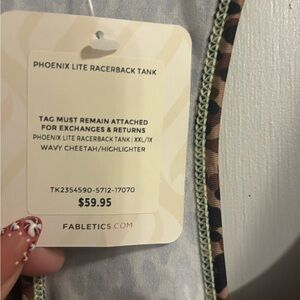 PHOENIX LITE RACERBACK TANK
TAG MUST REMAIN ATTACHED
FOR EXCHANGES & RETURNS
PHOENIX LITE RACERBACK TANK | XXL/1X
WAVY CHEETAH/HIGHLIGHTER
TK2354590-5712-17070
$59.95
FABLETICS.COM